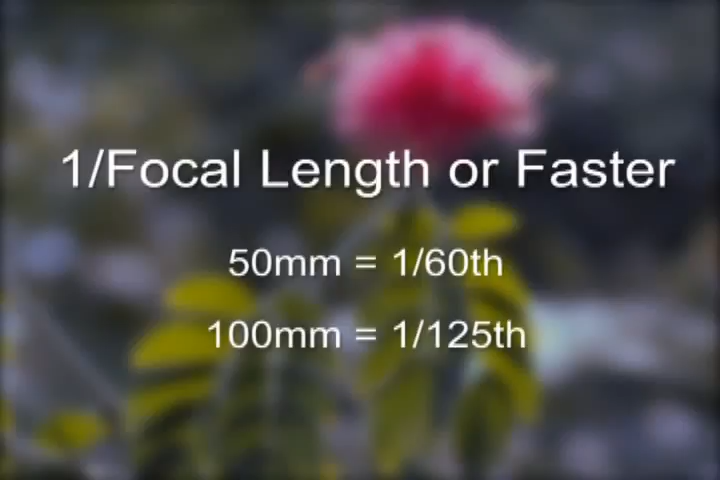 1/Focal Length or Faster
50mm = 1/60th
100mm = 1/125th